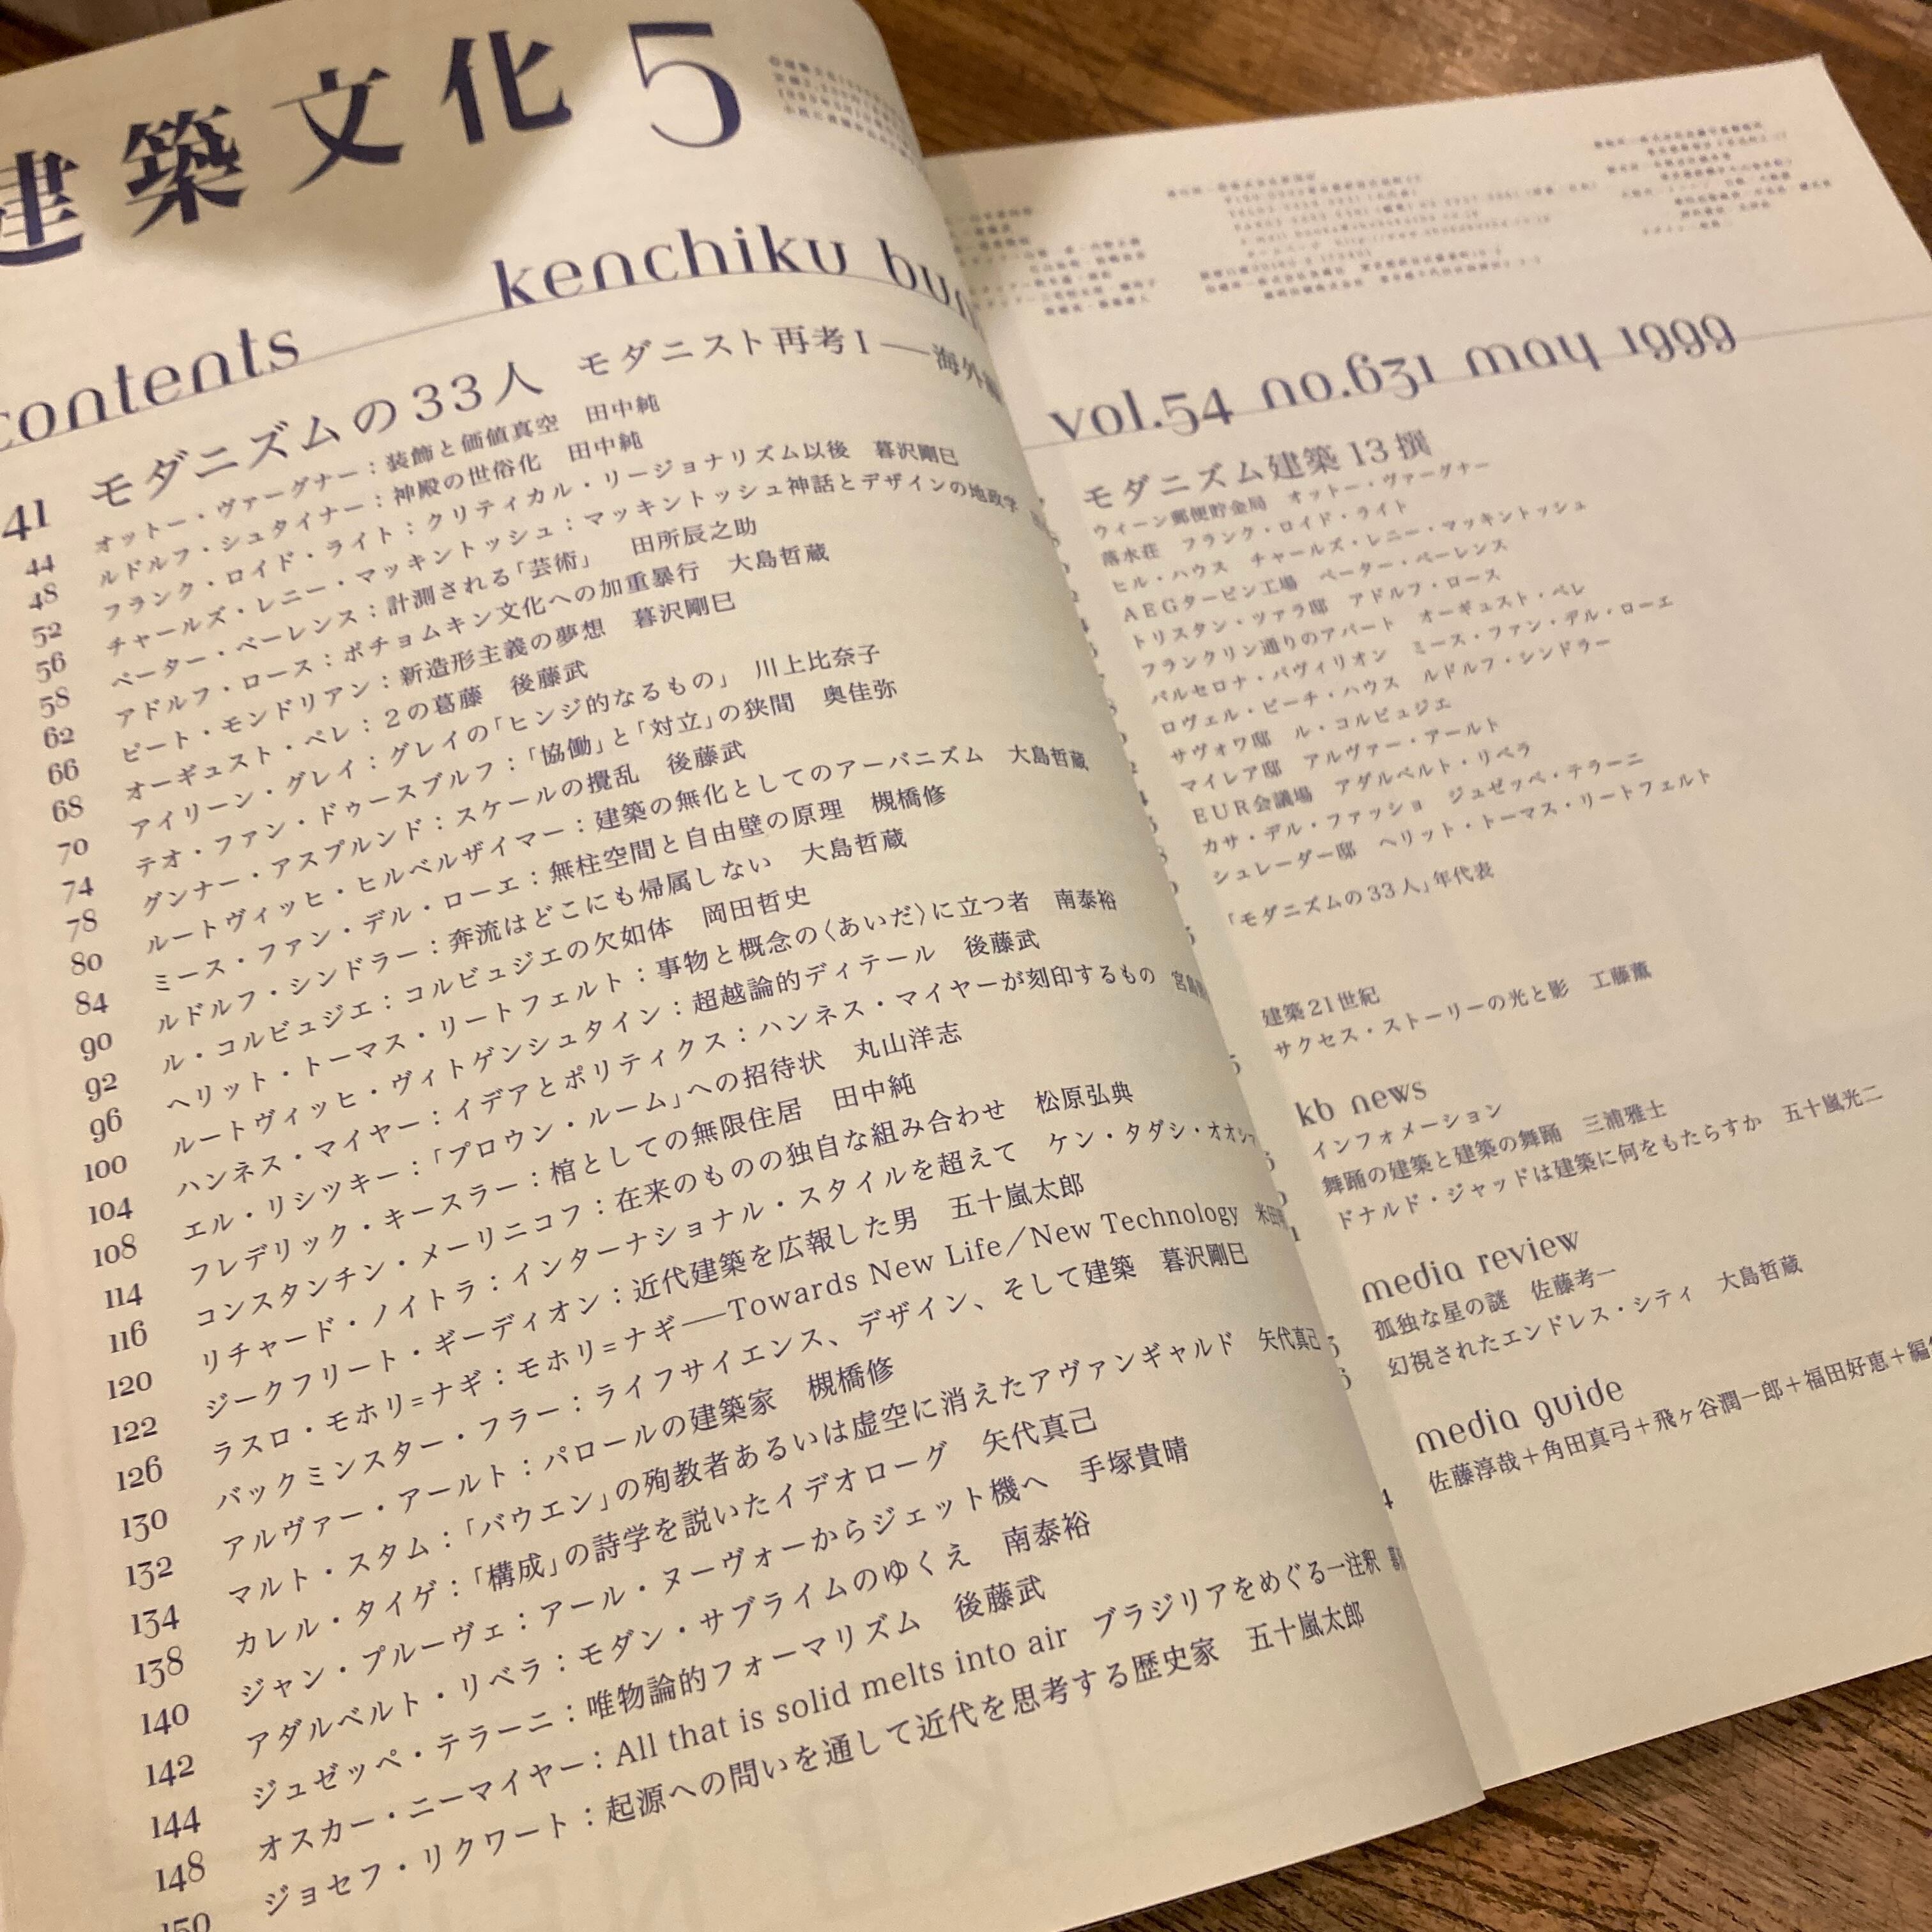 建築文化 5
kenchiku
contents
41 モダニズムの33人 モダニスト再考I——海外
44 オットー・ヴァーグナー：装飾と価値真空 田中純
48 ルドルフ・シュタイナー：神殿の世俗化 田中純
52 フランク・ロイド・ライト：クリティカル・リージョナリズム以後 暮沢剛巳
56 チャールズ・レニー・マッキントッシュ：マッキントッシュ神話とデザインの地政学
58 ペーター・ベーレンス：計測される「芸術」 田所辰之助
62 アドルフ・ロース：ポチョムキン文化への加重暴行 大島哲蔵
66 ピート・モンドリアン：新造形主義の夢想 暮沢剛巳
68 オーギュスト・ペレ：2の葛藤 後藤武
70 アイリーン・グレイ：グレイの「ヒンジ的なるもの」 川上比奈子
74 テオ・ファン・ドゥースブルフ：「協働」と「対立」の狭間 奥佳弥
78 グンナー・アスプルンド：スケールの攪乱 後藤武
80 ルートヴィッヒ・ヒルベルザイマー：建築の無化としてのアーバニズム 大島哲蔵
84 ミース・ファン・デル・ローエ：無柱空間と自由壁の原理 槻橋修
90 ルドルフ・シンドラー：奔流はどこにも帰属しない 大島哲蔵
92 ル・コルビュジエ：コルビュジエの欠如体 岡田哲史
96 ヘリット・トーマス・リートフェルト：事物と概念の〈あいだ〉に立つ者 南泰裕
100 ルートヴィッヒ・ヴィトゲンシュタイン：超越論的ディテール 後藤武
104 ハンネス・マイヤー：イデアとポリティクス：ハンネス・マイヤーが刻印するもの
108 エル・リシツキー：「プロウン・ルーム」への招待状 丸山洋志
114 フレデリック・キースラー：棺としての無限住居 田中純
116 コンスタンチン・メーリニコフ：在来のものの独自な組み合わせ 松原弘典
120 リチャード・ノイトラ：インターナショナル・スタイルを超えて ケン・タダシ・オオシ
122 ジークフリート・ギーディオン：近代建築を広報した男 五十嵐太郎
126 ラスロ・モホリ=ナギ：モホリ=ナギ——Towards New Life／New Technology
130 バックミンスター・フラー：ライフサイエンス、デザイン、そして建築 暮沢剛巳
132 アルヴァー・アールト：パロールの建築家 槻橋修
134 マルト・スタム：「バウエン」の殉教者あるいは虚空に消えたアヴァンギャルド 矢代真己
138 カレル・タイゲ：「構成」の詩学を説いたイデオローグ 矢代真己
140 ジャン・プルーヴェ：アール・ヌーヴォーからジェット機へ 手塚貴晴
142 アダルベルト・リベラ：モダン・サブライムのゆくえ 南泰裕
144 ジュゼッペ・テラーニ：唯物論的フォーマリズム 後藤武
148 オスカー・ニーマイヤー：All that is solid melts into air ブラジリアをめぐる一注釈
150 ジョセフ・リクワート：起源への問いを通して近代を思考する歴史家 五十嵐太郎
vol.54 no.631 may 1999
モダニズム建築13撰
ウィーン郵便貯金局 オットー・ヴァーグナー
落水荘 フランク・ロイド・ライト
ヒル・ハウス チャールズ・レニー・マッキントッシュ
AEGタービン工場 ペーター・ベーレンス
トリスタン・ツァラ邸 アドルフ・ロース
フランクリン通りのアパート オーギュスト・ペレ
バルセロナ・パヴィリオン ミース・ファン・デル・ローエ
ロヴェル・ビーチ・ハウス ルドルフ・シンドラー
サヴォワ邸 ル・コルビュジエ
マイレア邸 アルヴァー・アールト
EUR会議場 アダルベルト・リベラ
カサ・デル・ファッショ ジュゼッペ・テラーニ
シュレーダー邸 ヘリット・トーマス・リートフェルト
「モダニズムの33人」年代表
建築21世紀
サクセス・ストーリーの光と影 工藤薫
kb news
インフォメーション
舞踊の建築と建築の舞踊 三浦雅士
ドナルド・ジャッドは建築に何をもたらすか 五十嵐光二
media review
孤独な星の謎 佐藤考一
幻視されたエンドレス・シティ 大島哲蔵
media guide
佐藤淳哉＋角田真弓＋飛ヶ谷潤一郎＋福田好恵＋編